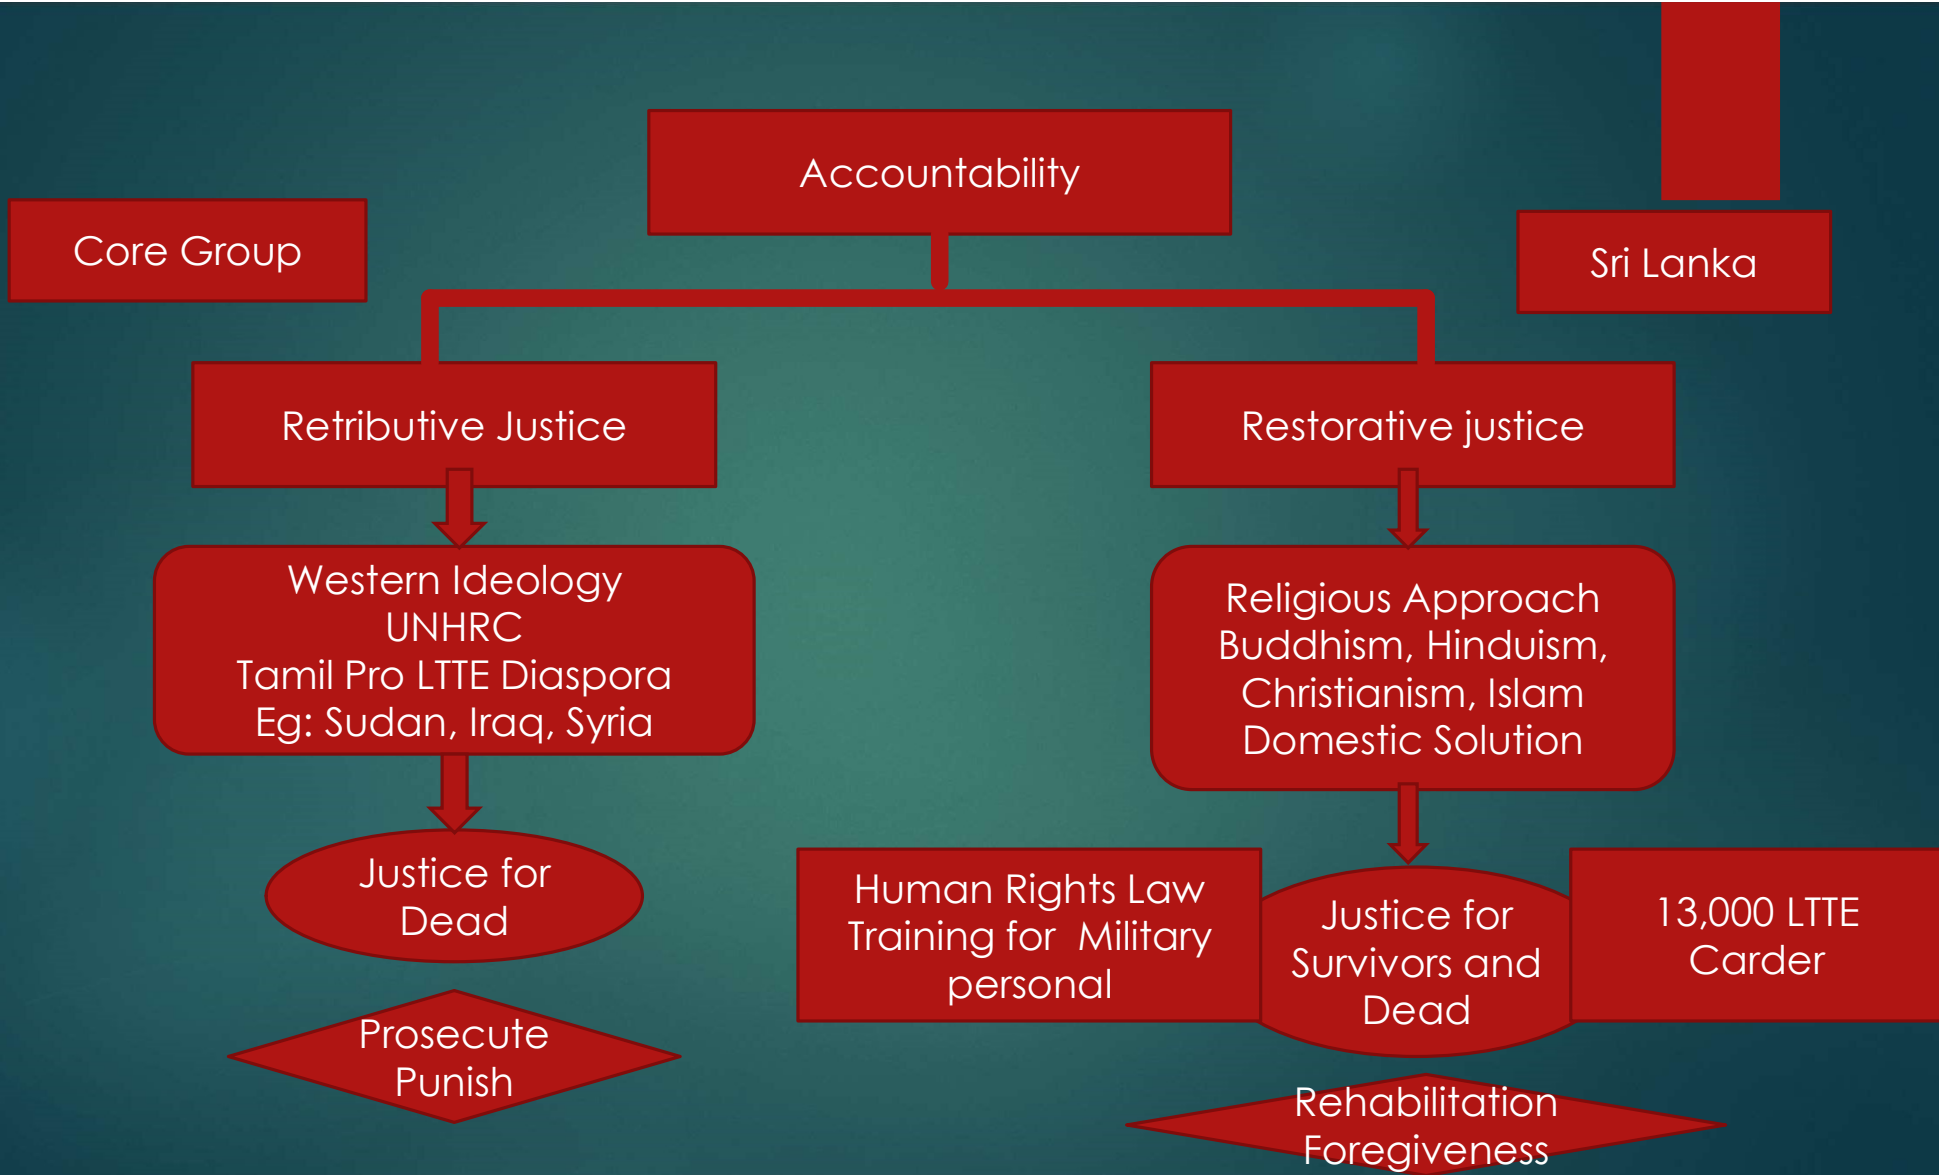 Accountability
Core Group
Sri Lanka
Retributive Justice
Restorative justice
Western Ideology
UNHRC
Tamil Pro LTTE Diaspora
Eg: Sudan, Iraq, Syria
Religious Approach
Buddhism, Hinduism,
Christianism, Islam
Domestic Solution
Justice for
Dead
Human Rights Law
Training for Military
personal
Justice for
Survivors and
Dead
13,000 LTTE
Carder
Prosecute
Punish
Rehabilitation
Foregiveness